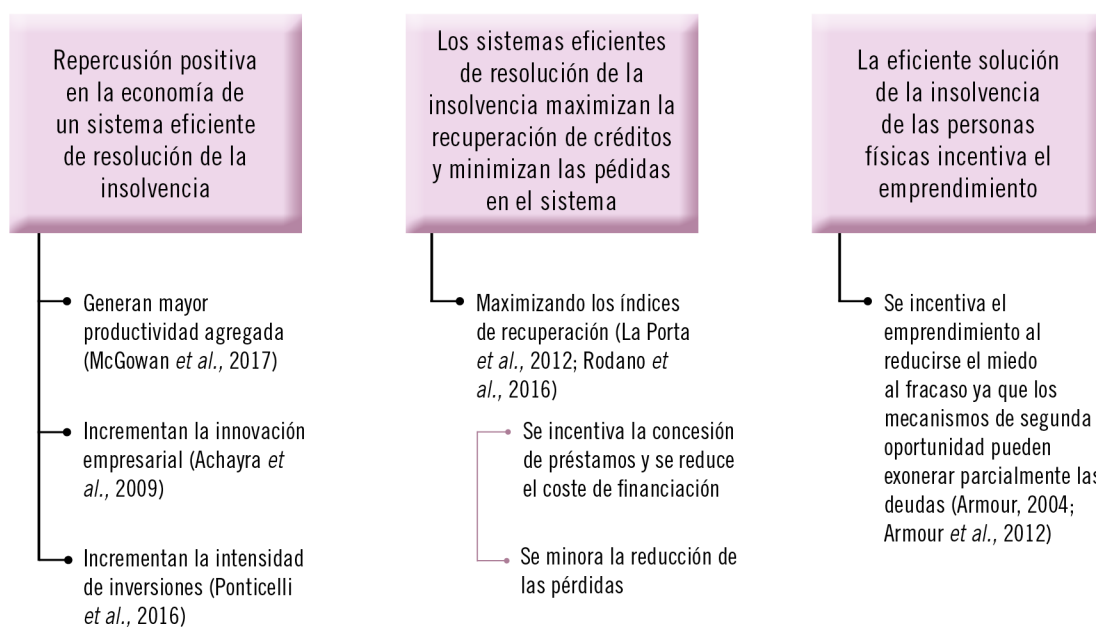 Repercusión positiva
en la economía de
un sistema eficiente
de resolución de la
insolvencia
Generan mayor
productividad agregada
(McGowan et al., 2017)
Incrementan la innovación
empresarial (Achayra et
al., 2009)
Incrementan la intensidad
de inversiones (Ponticelli
et al., 2016)
Los sistemas eficientes
de resolución de la
insolvencia maximizan la
recuperación de créditos
y minimizan las pédidas
en el sistema
Maximizando los índices
de recuperación (La Porta
et al., 2012; Rodano et
al., 2016)
Se incentiva la concesión
de préstamos y se reduce
el coste de financiación
Se minora la reducción de
las pérdidas
La eficiente solución
de la insolvencia
de las personas
físicas incentiva el
emprendimiento
Se incentiva el
emprendimiento al
reducirse el miedo
al fracaso ya que los
mecanismos de segunda
oportunidad pueden
exonerar parcialmente las
deudas (Armour, 2004;
Armour et al., 2012)